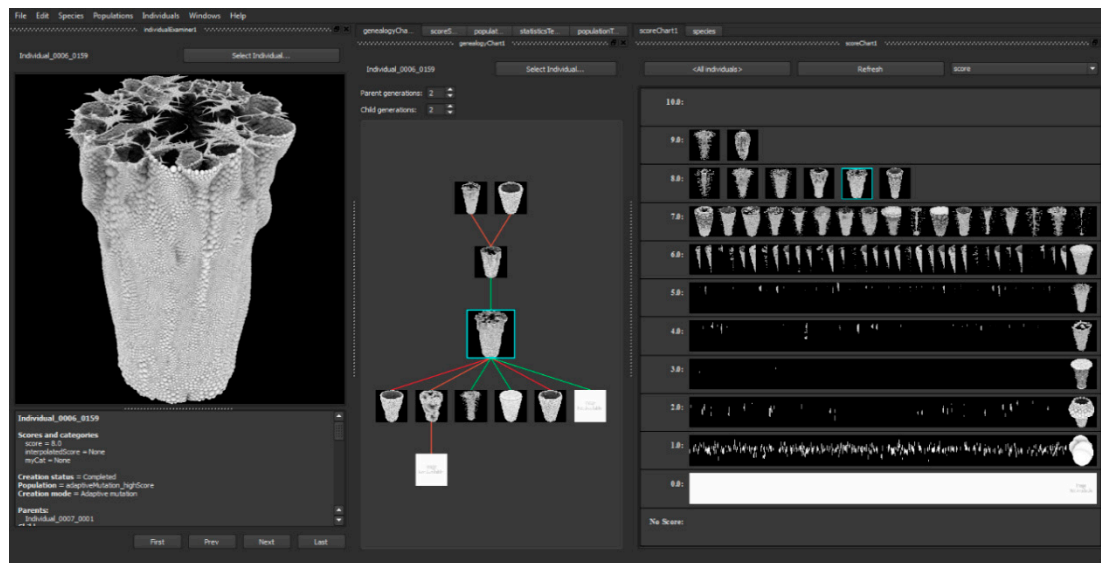 File Edit Species Populations Individuals Windows Help
individualExaminer1
Individual_0006_0159
Select Individual...
Individual_0006_0159
Scores and categories
score = 8.0
interpolatedScore = None
myCat = None
Creation status = Completed
Population = adaptiveMutation_highScore
Creation mode = Adaptive mutation
Parents:
Individual_0007_0001
First Prev Next Last
genealogyCha... scoreS... populat... statisticsTe... populationT...
genealogyChart1
Individual_0006_0159
Select Individual...
Parent generations: 2
Child generations: 2
scoreChart1 species
scoreChart1
<All individuals> Refresh score
10.0:
9.0:
8.0:
7.0:
6.0:
5.0:
4.0:
3.0:
2.0:
1.0:
0.0:
No Score: